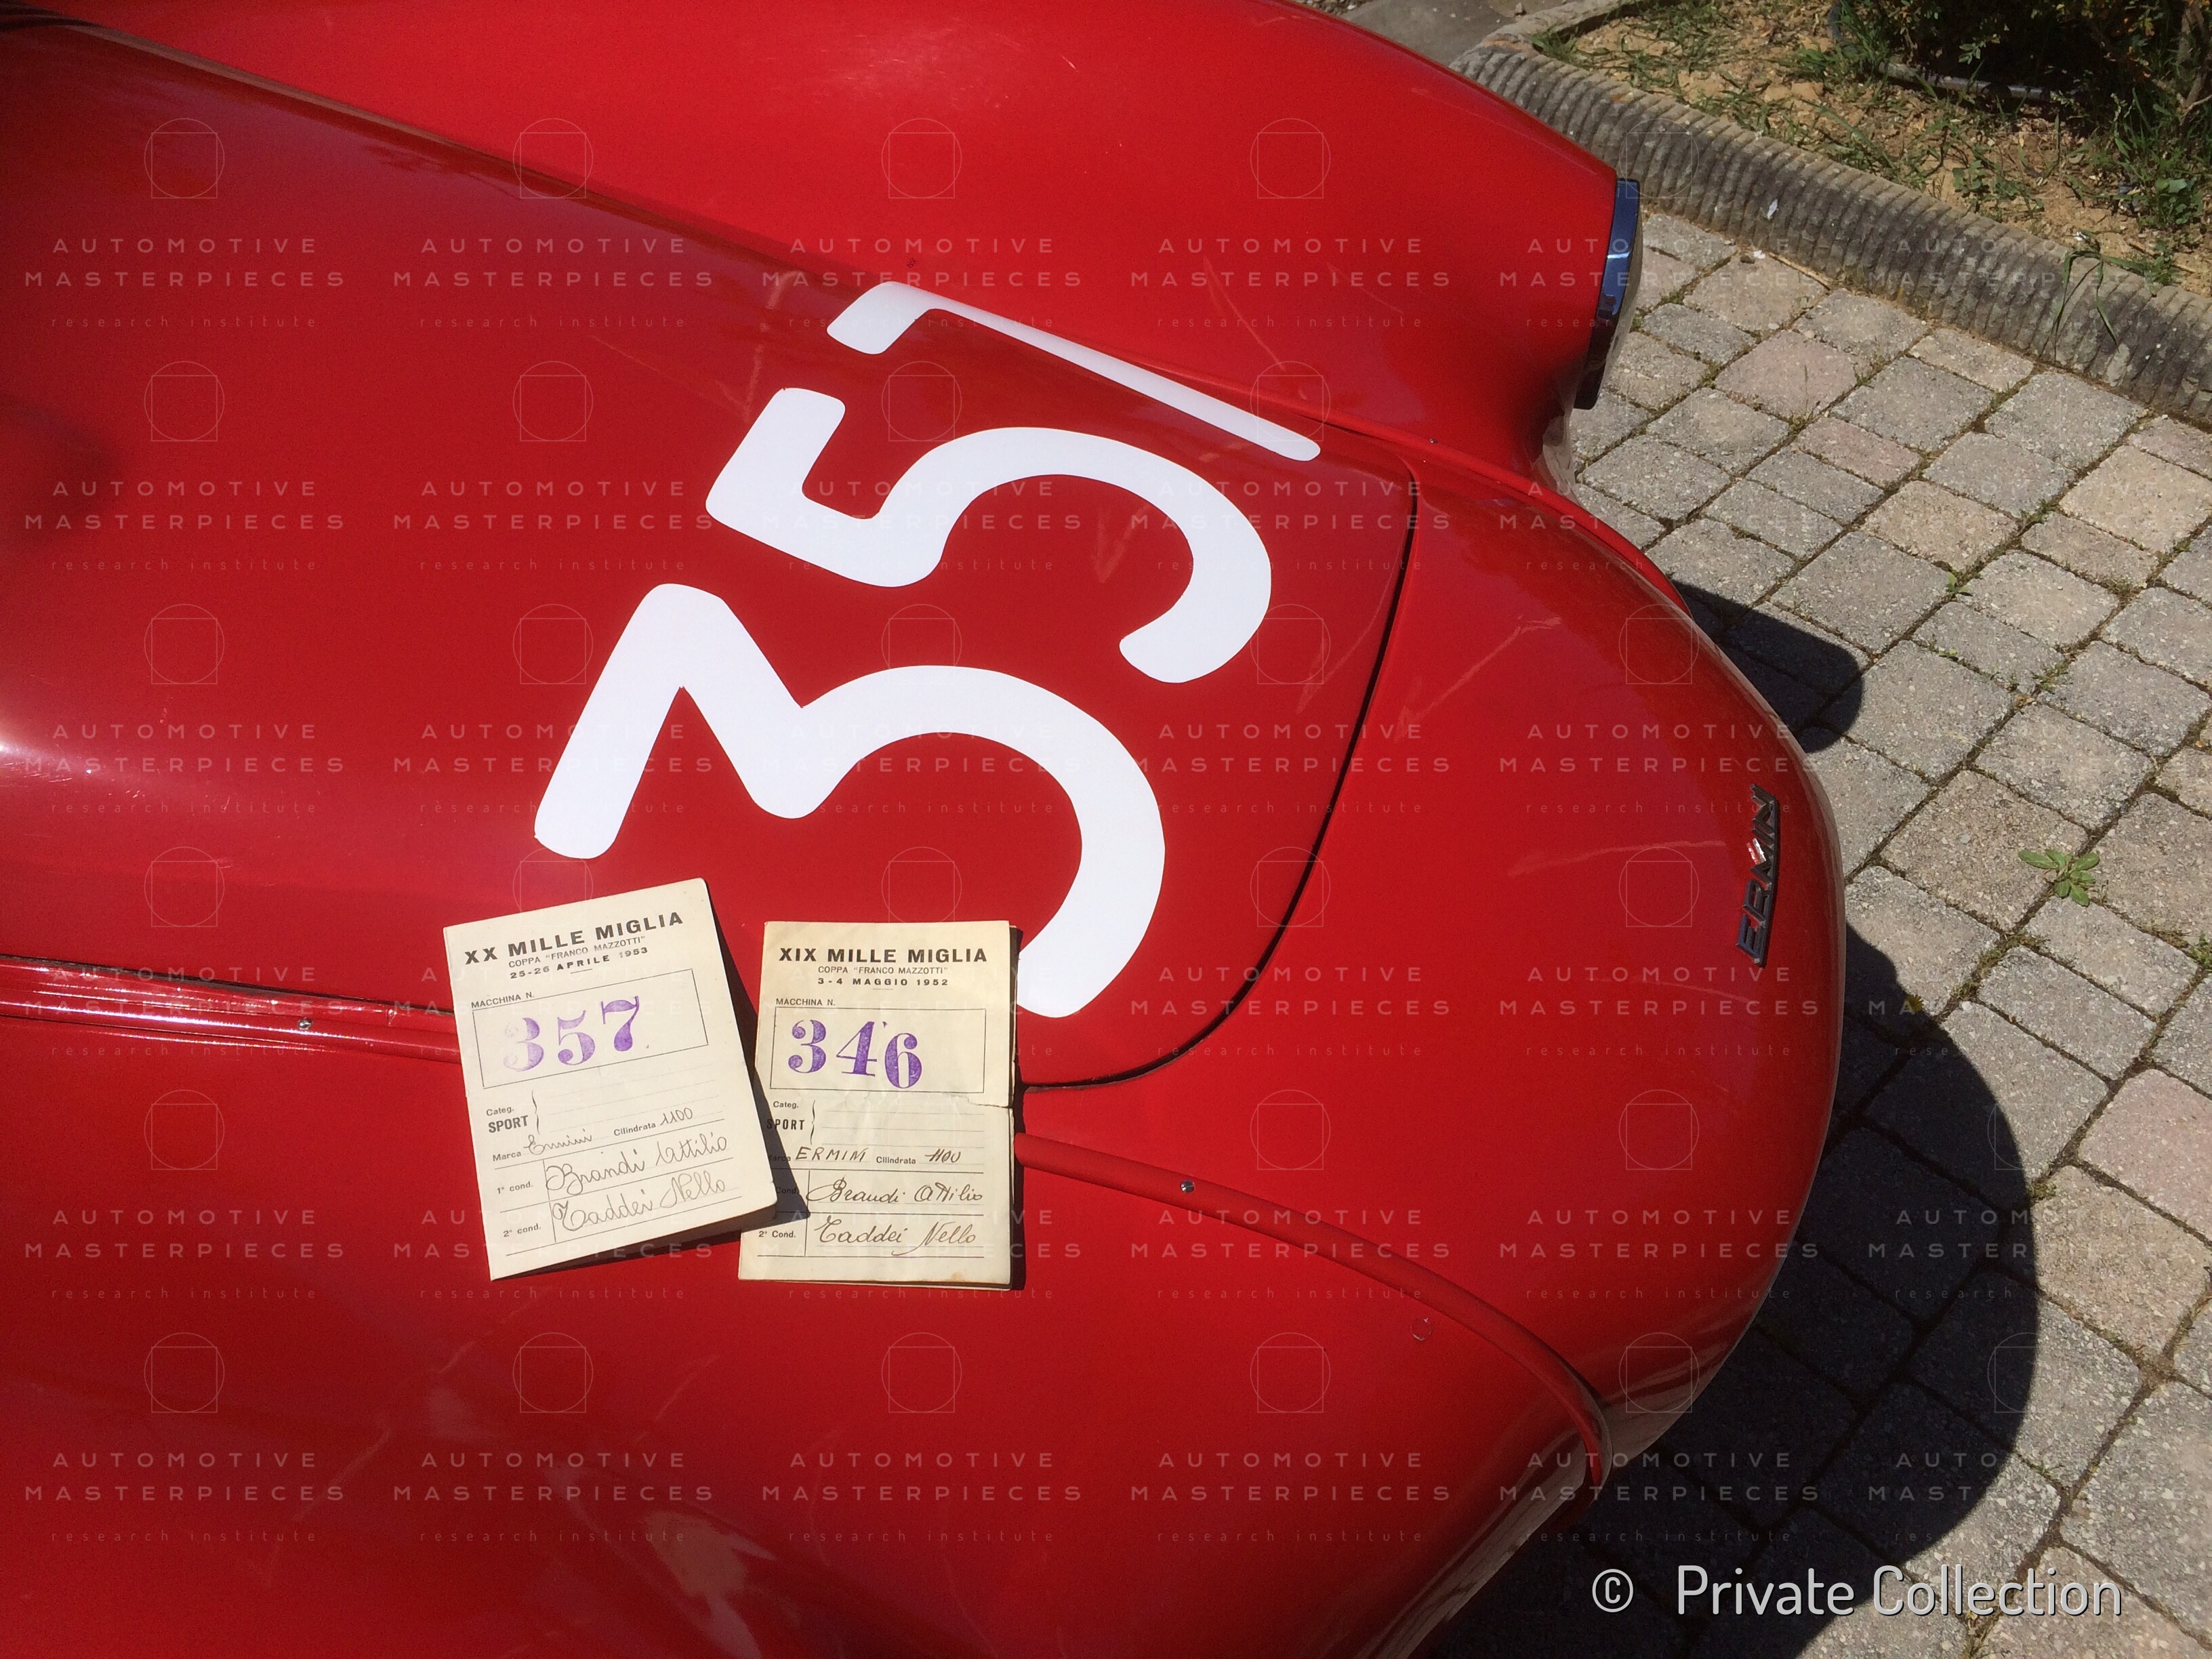 357
ERMINI
XX MILLE MIGLIA
COPPA "FRANCO MAZZOTTI"
25-26 APRILE 1953
MACCHINA N.
357
Categ.
SPORT
Marca Ermini Cilindrata 1100
1° cond. Brandi Attilio
2° cond. Taddei Nello
XIX MILLE MIGLIA
COPPA "FRANCO MAZZOTTI"
3-4 MAGGIO 1952
MACCHINA N.
346
Categ.
SPORT
Marca ERMINI Cilindrata 1100
Cond. Brandi Attilio
2° Cond. Taddei Nello
AUTOMOTIVE
MASTERPIECES
research institute
© Private Collection